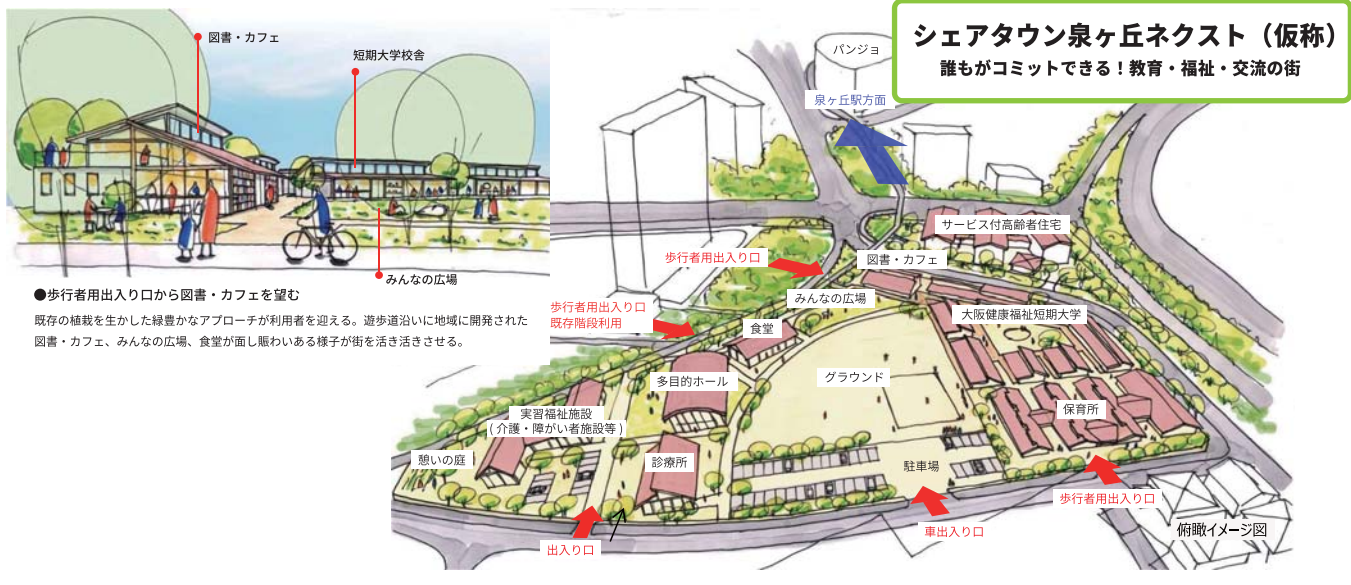 シェアタウン泉ヶ丘ネクスト（仮称）
誰もがコミットできる！教育・福祉・交流の街
図書・カフェ
短期大学校舎
みんなの広場
●歩行者用出入り口から図書・カフェを望む
既存の植栽を生かした緑豊かなアプローチが利用者を迎える。遊歩道沿いに地域に開発された
図書・カフェ、みんなの広場、食堂が面し賑わいある様子が街を活き活きさせる。
パンジョ
泉ヶ丘駅方面
サービス付高齢者住宅
歩行者用出入り口
図書・カフェ
みんなの広場
歩行者用出入り口
既存階段利用
食堂
大阪健康福祉短期大学
多目的ホール
グラウンド
実習福祉施設
( 介護・障がい者施設等 )
保育所
憩いの庭
診療所
駐車場
歩行者用出入り口
車出入り口
出入り口
俯瞰イメージ図